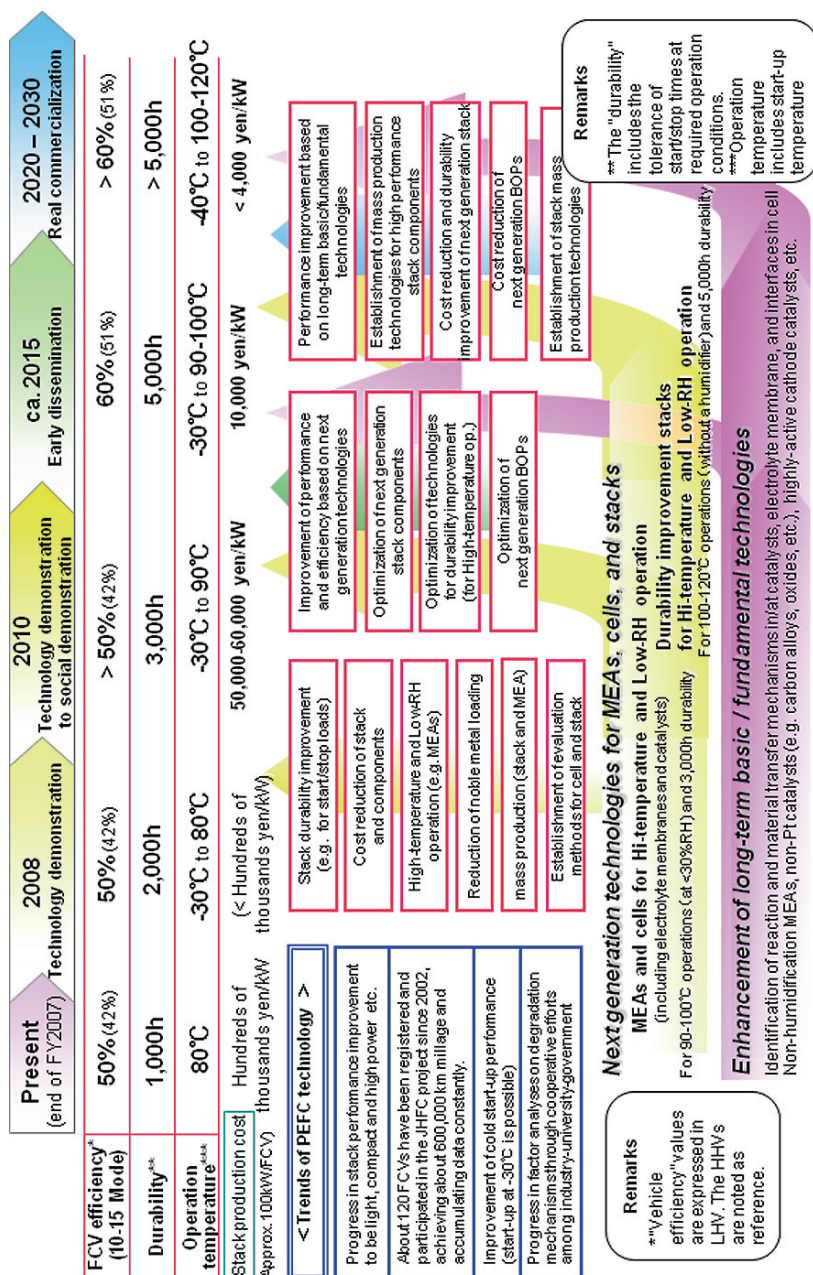 Present
(end of FY2007)
2008
Technology demonstration
2010
Technology demonstration
to social demonstration
ca. 2015
Early dissemination
2020 – 2030
Real commercialization
FCV efficiency*
(10-15 Mode)
50% (42%)
50% (42%)
> 50% (42%)
60% (51%)
> 60% (51%)
Durability**
1,000h
2,000h
3,000h
5,000h
> 5,000h
Operation
temperature***
80℃
-30℃ to 80℃
-30℃ to 90℃
-30℃ to 90-100℃
-40℃ to 100-120℃
Stack production cost
Approx. 100kW/FCV)
Hundreds of
thousands yen/kW
(< Hundreds of
thousands yen/kW)
50,000-60,000 yen/kW
10,000 yen/kW
< 4,000 yen/kW
< Trends of PEFC technology >
Progress in stack performance improvement
to be light, compact and high power etc.
About 120 FCVs have been registered and
participated in the JHFC project since 2002,
achieving about 600,000 km millage and
accumulating data constantly.
Improvement of cold start-up performance
(start-up at -30℃ is possible)
Progress in factor analyses on degradation
mechanisms through cooperative efforts
among industry-university-government
Stack durability improvement
(e.g. for start/stop loads)
Cost reduction of stack
and components
High-temperature and Low-RH
operation (e.g. MEAs)
Reduction of noble metal loading
mass production (stack and MEA)
Establishment of evaluation
methods for cell and stack
Improvement of performance
and efficiency based on next
generation technologies
Optimization of next generation
stack components
Optimization of technologies
for durability improvement
(for High-temperature op.)
Optimization of
next generation BOPs
Performance improvement based
on long-term basic/fundamental
technologies
Establishment of mass production
technologies for high performance
stack components
Cost reduction and durability
improvement of next generation stack
Cost reduction of
next generation BOPs
Establishment of stack mass
production technologies
Next generation technologies for MEAs, cells, and stacks
MEAs and cells for Hi-temperature and Low-RH operation
(including electrolyte membranes and catalysts)
For 90-100℃ operations (at <30%RH) and 3,000h durability
Durability improvement stacks
for Hi-temperature and Low-RH operation
For 100-120℃ operations (without a humidifier) and 5,000h durability
Enhancement of long-term basic / fundamental technologies
Identification of reaction and material transfer mechanisms in/at catalysts, electrolyte membrane, and interfaces in cell
Non-humidification MEAs, non-Pt catalysts (e.g. carbon alloys, oxides, etc.), highly-active cathode catalysts, etc.
Remarks
*"Vehicle
efficiency"values
are expressed in
LHV. The HHVs
are noted as
reference.
Remarks
**The "durability"
includes the
tolerance of
start/stop times at
required operation
conditions.
***Operation
temperature
includes start-up
temperature